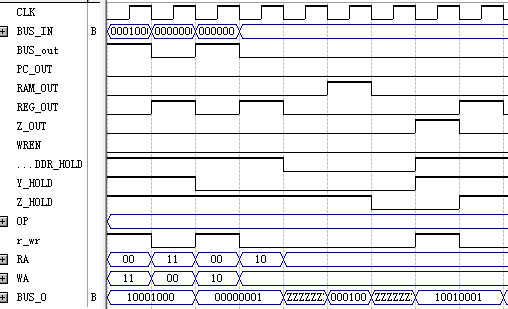 CLK
BUS_IN B 000100 000000 000000
BUS_out
PC_OUT
RAM_OUT
REG_OUT
Z_OUT
WREN
...DDR_HOLD
Y_HOLD
Z_HOLD
OP
r_wr
RA 00 11 00 10
WA 11 00 10
BUS_O B 10001000 00000001 ZZZZZZ 000100 ZZZZZZ 10010001